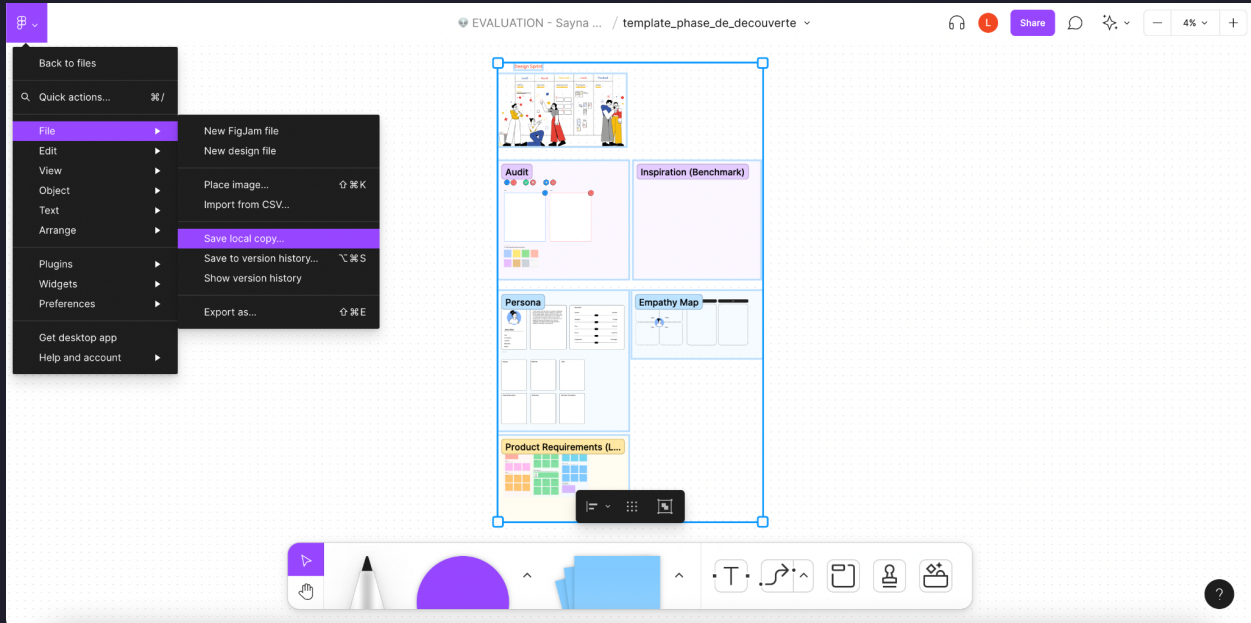 EVALUATION - Sayna ... / template_phase_de_decouverte
L
Share
4%
Back to files
Quick actions... ⌘/
File
Edit
View
Object
Text
Arrange
Plugins
Widgets
Preferences
Get desktop app
Help and account
New FigJam file
New design file
Place image... ⇧⌘K
Import from CSV...
Save local copy...
Save to version history... ⌥⌘S
Show version history
Export as... ⇧⌘E
Design Sprint
Audit
Inspiration (Benchmark)
Persona
Empathy Map
Product Requirements (L...
T
?